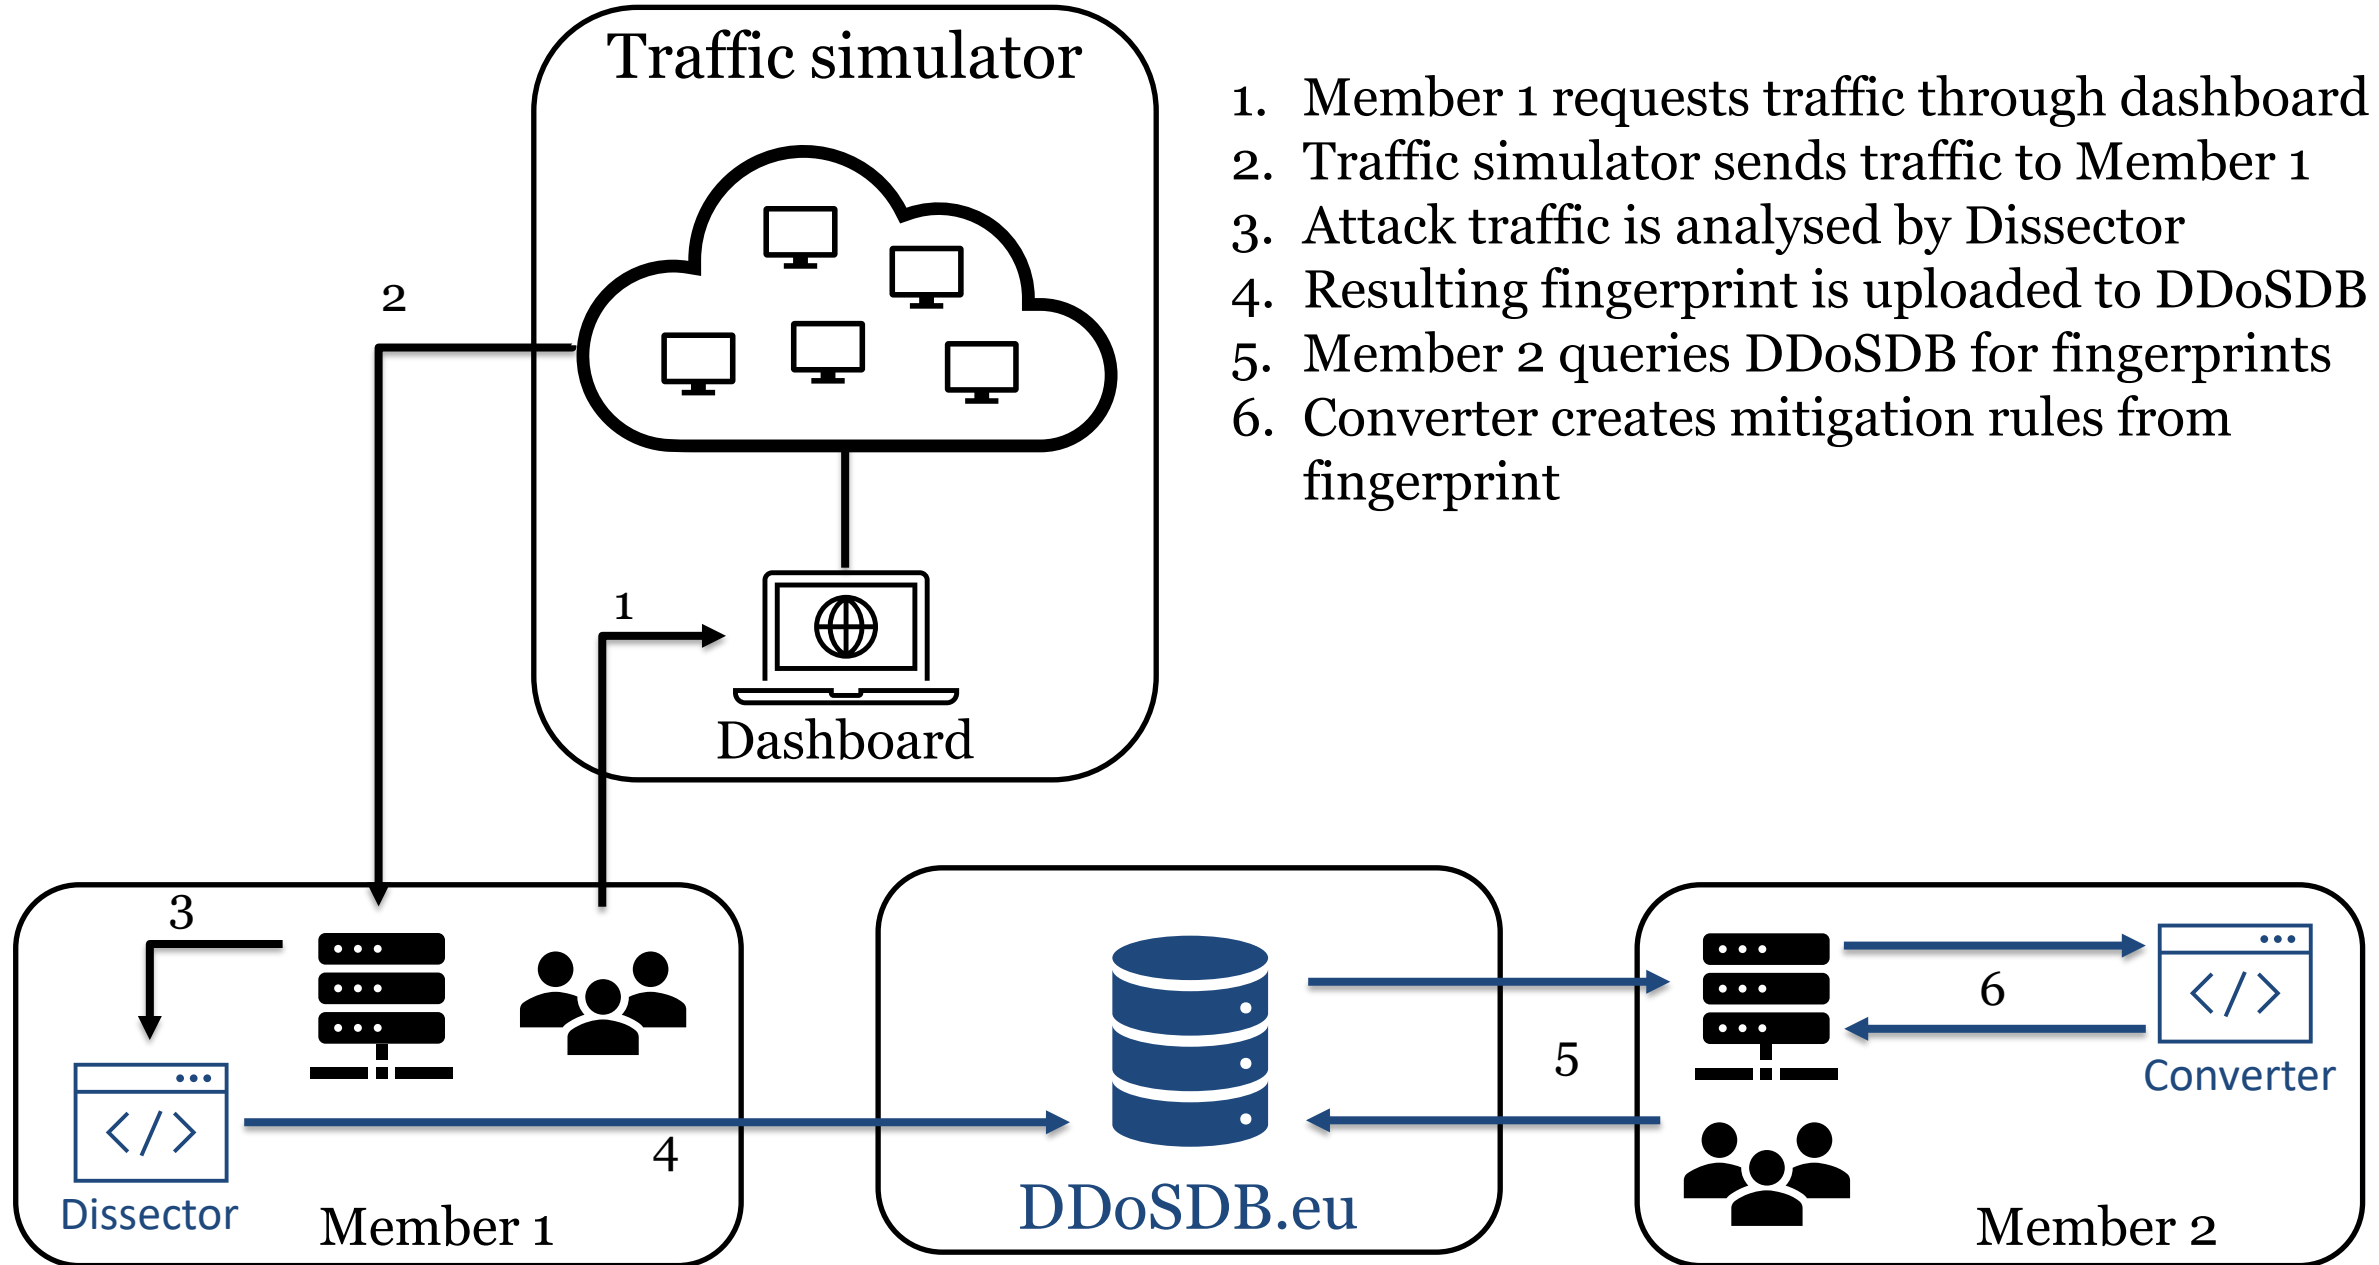 Traffic simulator
1. Member 1 requests traffic through dashboard
2. Traffic simulator sends traffic to Member 1
3. Attack traffic is analysed by Dissector
4. Resulting fingerprint is uploaded to DDoSDB
5. Member 2 queries DDoSDB for fingerprints
6. Converter creates mitigation rules from
fingerprint
2
1
Dashboard
3
</>
Dissector
4
Member 1
DDoSDB.eu
5
6
</>
Converter
Member 2